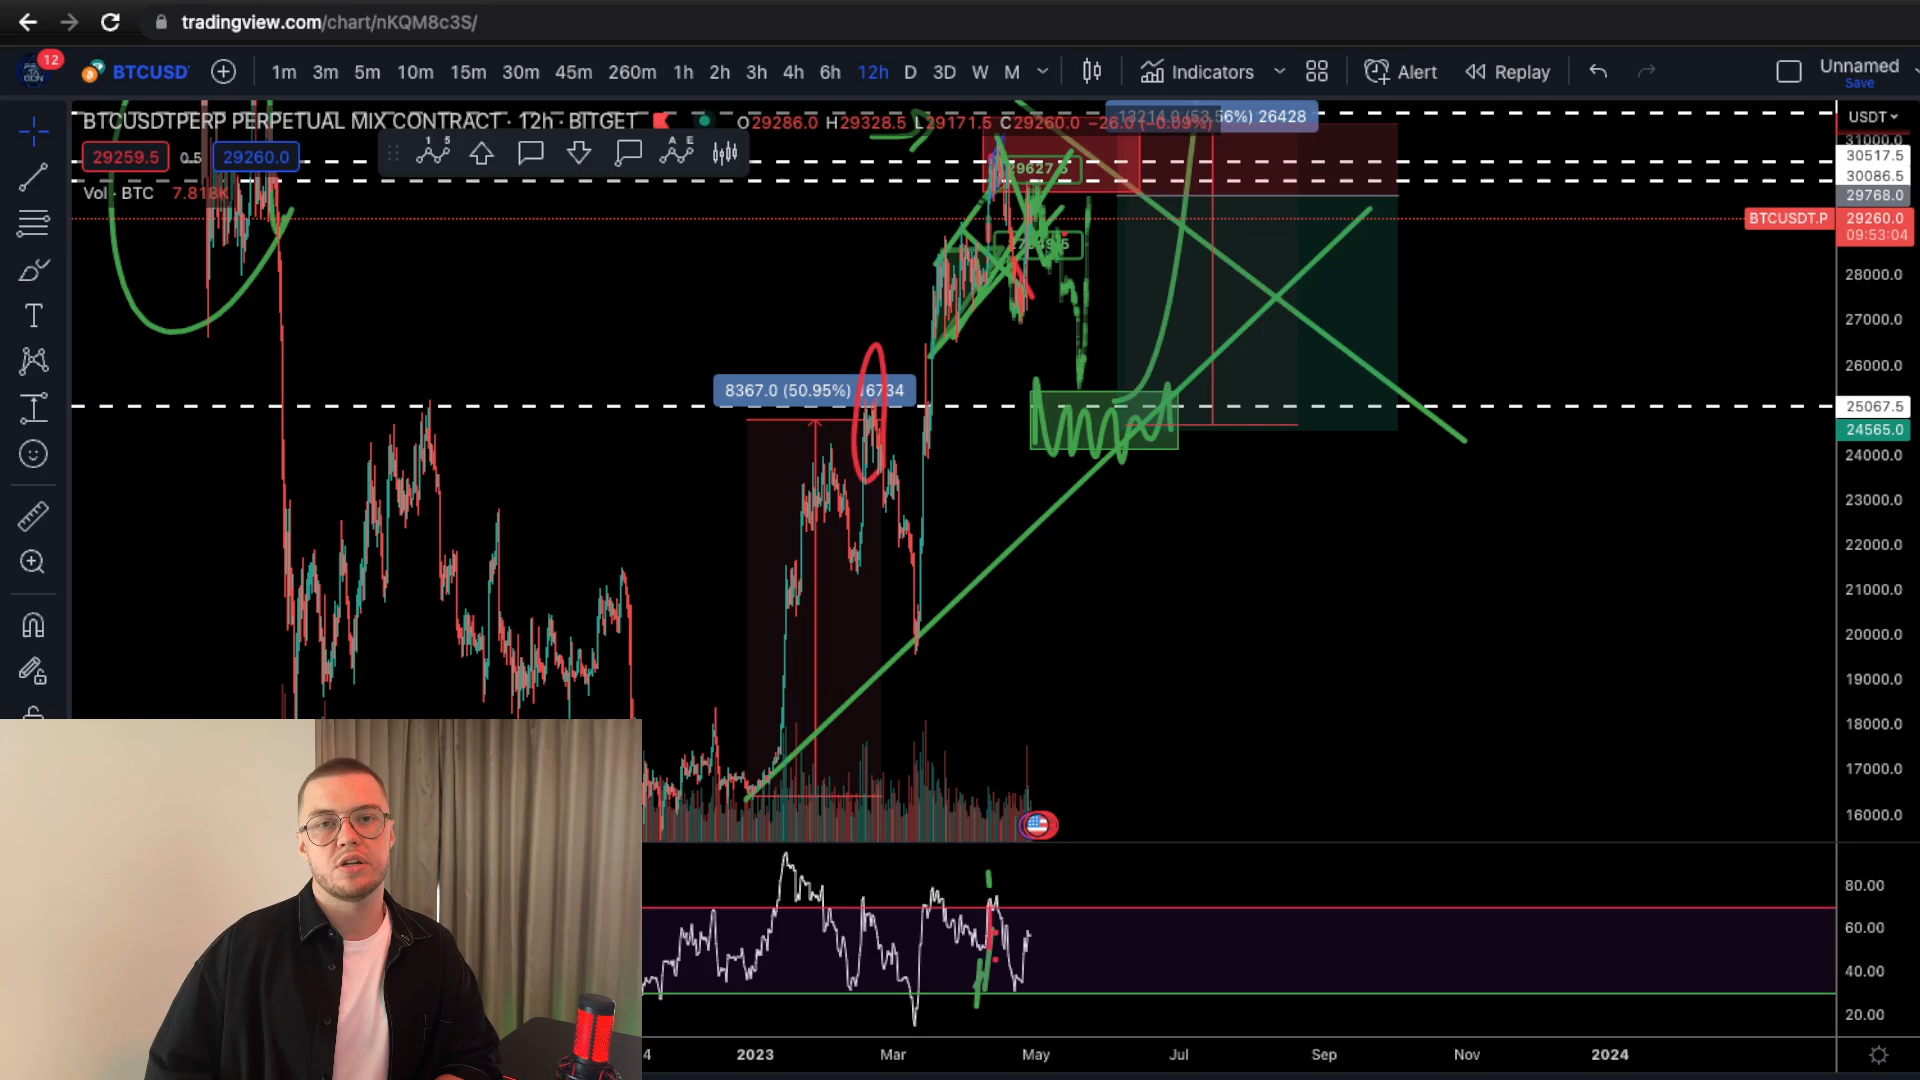 tradingview.com/chart/nKQM8c3S/
12
BTCUSD
1m 3m 5m 10m 15m 30m 45m 260m 1h 2h 3h 4h 6h 12h D 3D W M
Indicators
Alert
Replay
Unnamed
Save
BTCUSDTPERP PERPETUAL MIX CONTRACT · 12h · BITGET
O29286.0 H29328.5 L29171.5 C29260.0 −26.0 (−0.09%)
26428
USDT
31000.0
29259.5 0.5 29260.0
1 5
A E
30517.5
30086.5
29768.0
Vol · BTC 7.818K
BTCUSDT.P 29260.0
09:53:04
28000.0
27000.0
26000.0
8367.0 (50.95%)
25067.5
24565.0
24000.0
23000.0
22000.0
21000.0
20000.0
19000.0
18000.0
17000.0
16000.0
80.00
60.00
40.00
20.00
4 2023 Mar May Jul Sep Nov 2024